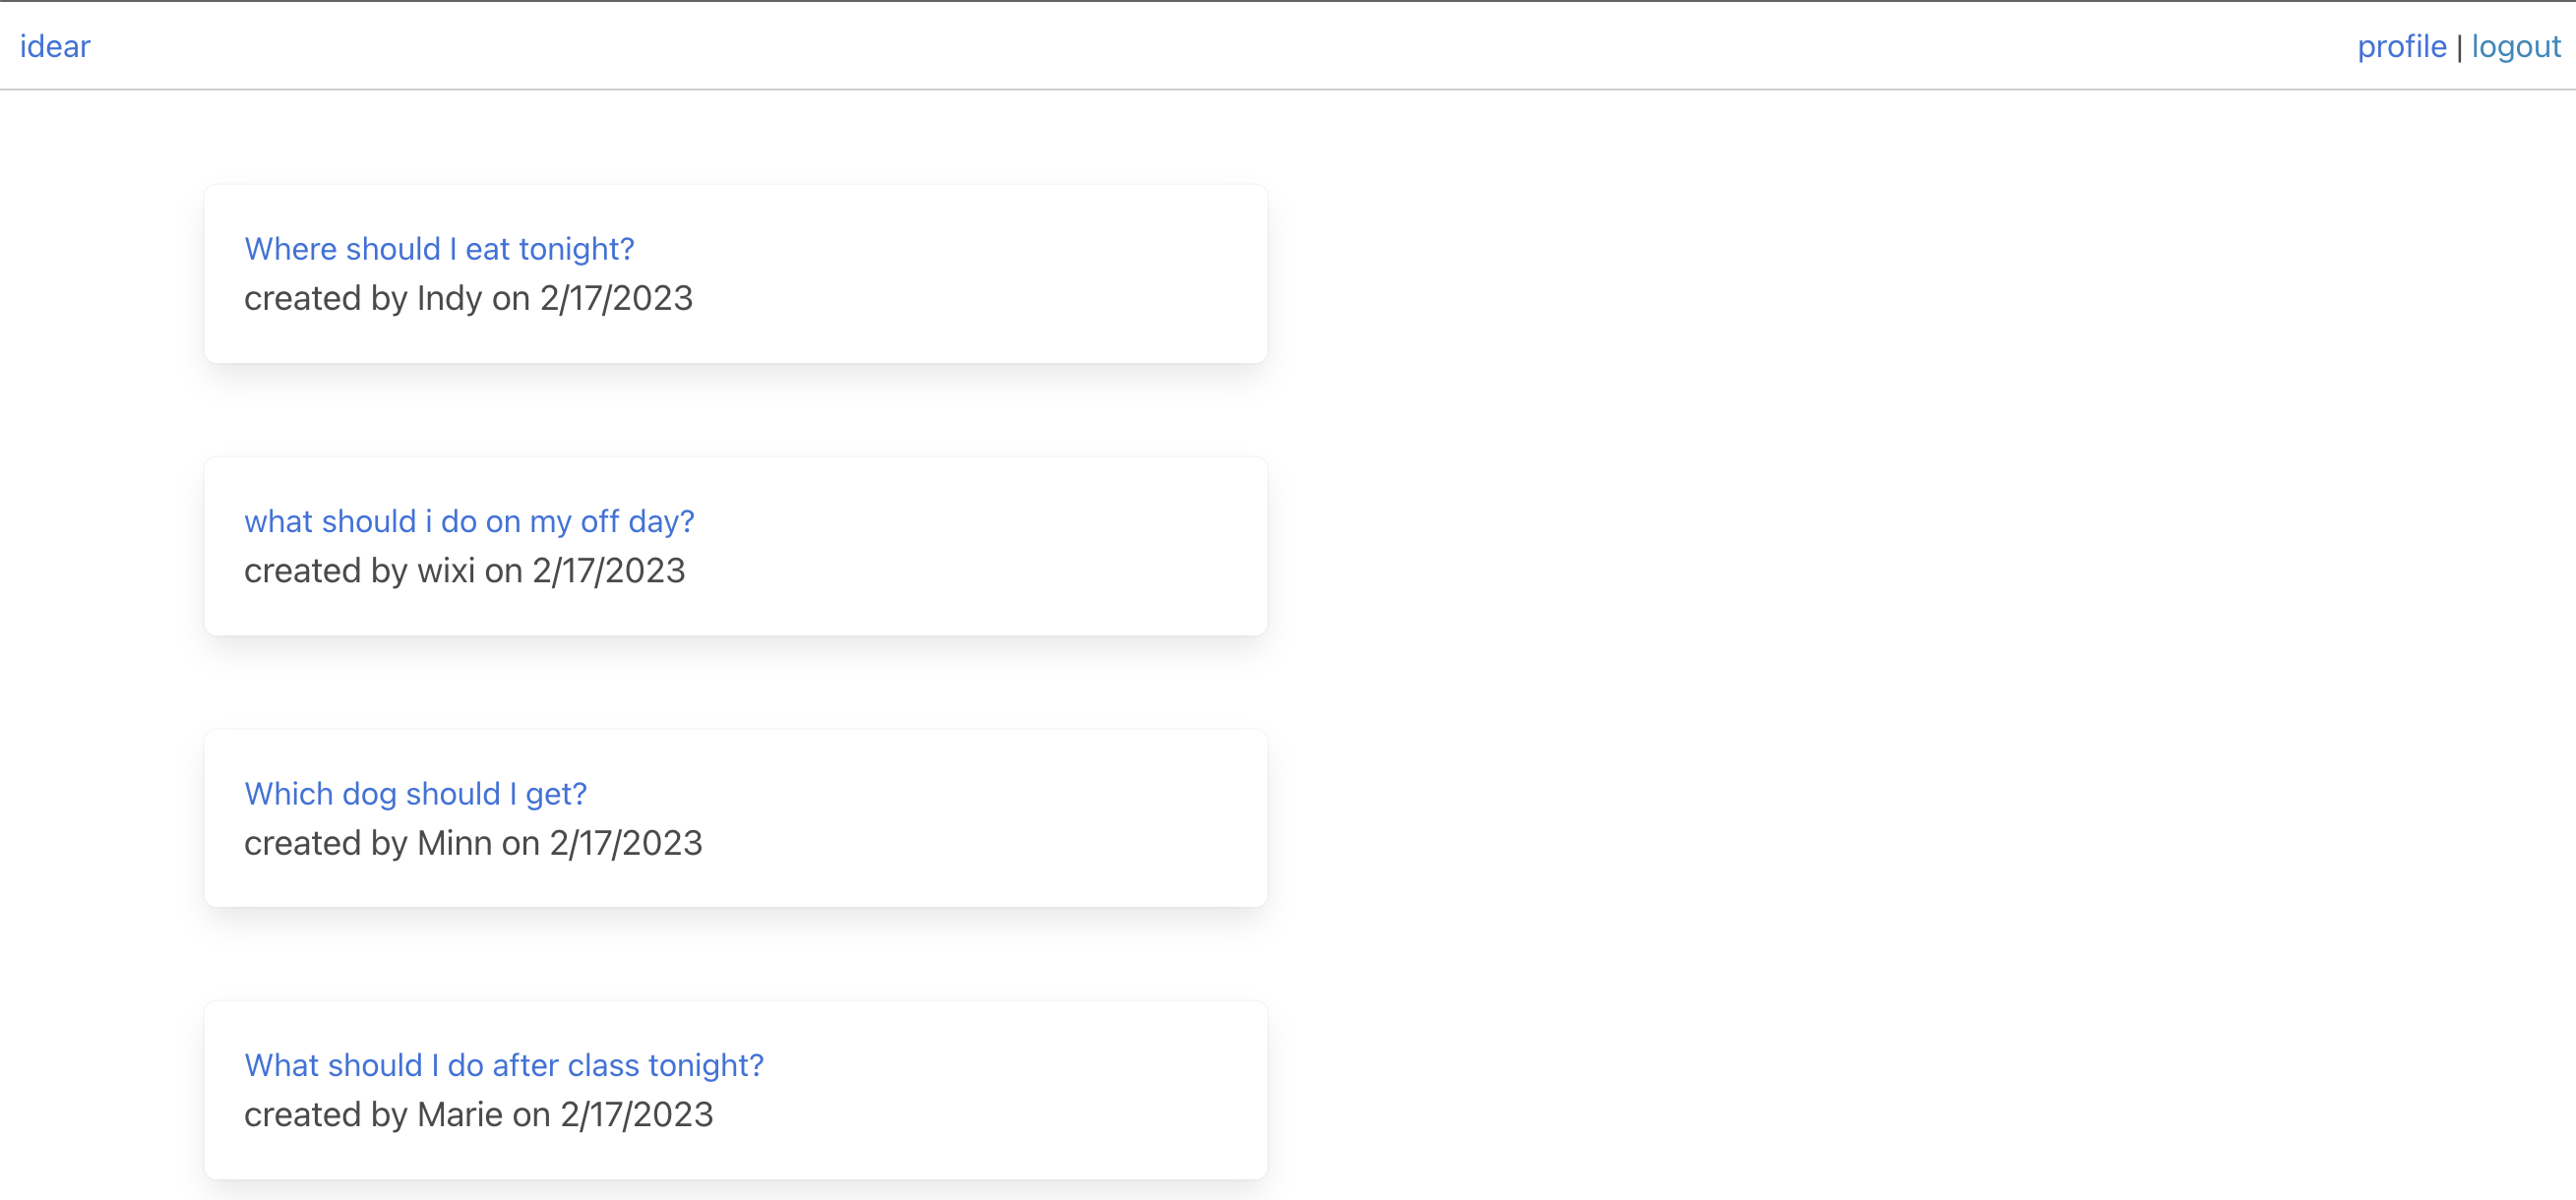 idear
profile | logout
Where should I eat tonight?
created by Indy on 2/17/2023
what should i do on my off day?
created by wixi on 2/17/2023
Which dog should I get?
created by Minn on 2/17/2023
What should I do after class tonight?
created by Marie on 2/17/2023